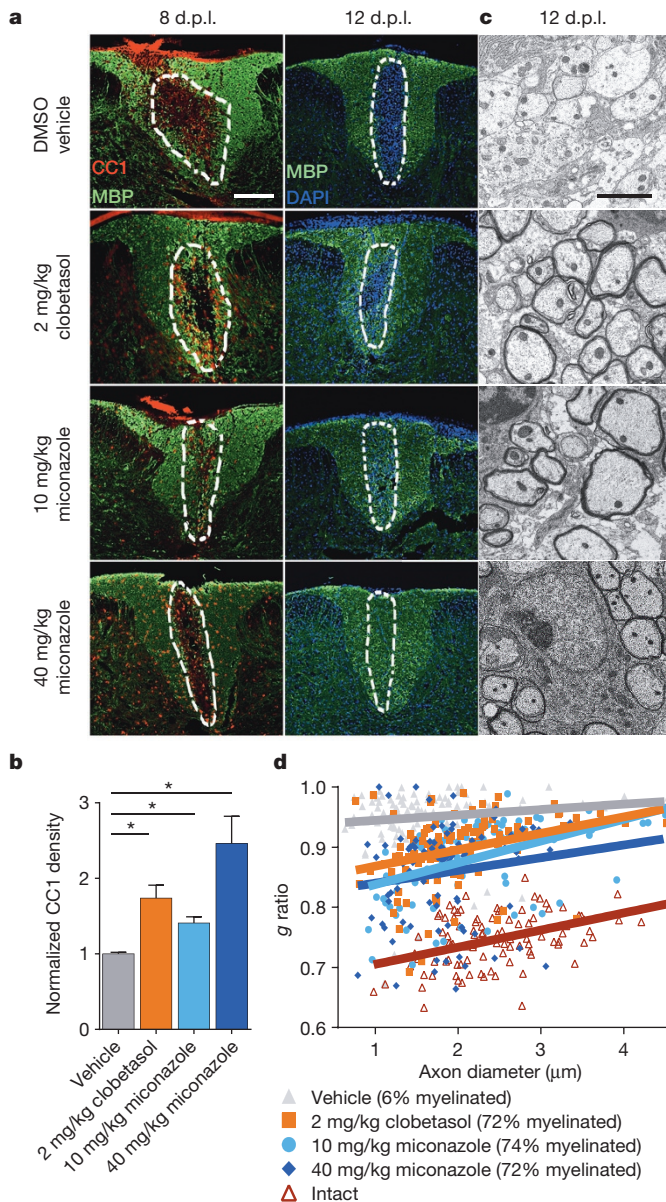 a
8 d.p.l.
12 d.p.l.
c
12 d.p.l.
DMSO
vehicle
CC1
MBP
MBP
DAPI
2 mg/kg
clobetasol
10 mg/kg
miconazole
40 mg/kg
miconazole
b
Normalized CC1 density
3
2
1
0
*
*
*
Vehicle
2 mg/kg clobetasol
10 mg/kg miconazole
40 mg/kg miconazole
d
g ratio
1.0
0.9
0.8
0.7
0.6
1 2 3 4
Axon diameter (μm)
Vehicle (6% myelinated)
2 mg/kg clobetasol (72% myelinated)
10 mg/kg miconazole (74% myelinated)
40 mg/kg miconazole (72% myelinated)
Intact